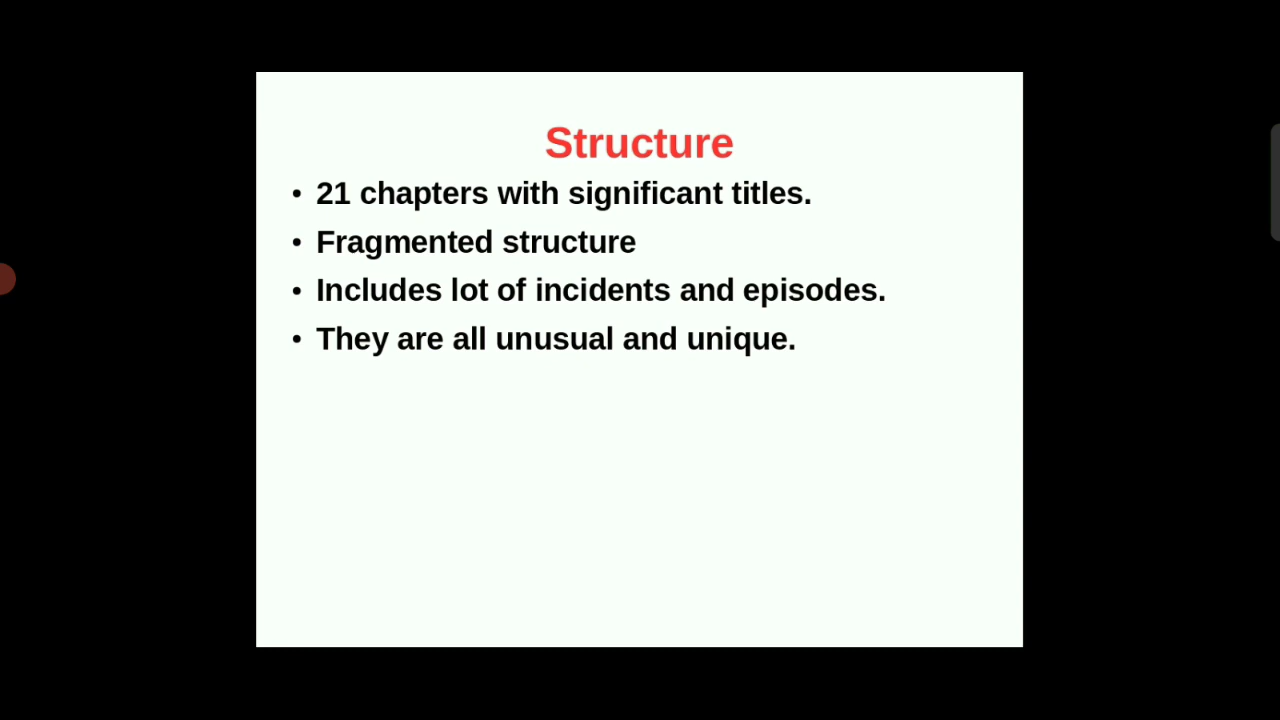 Structure
• 21 chapters with significant titles.
• Fragmented structure
• Includes lot of incidents and episodes.
• They are all unusual and unique.